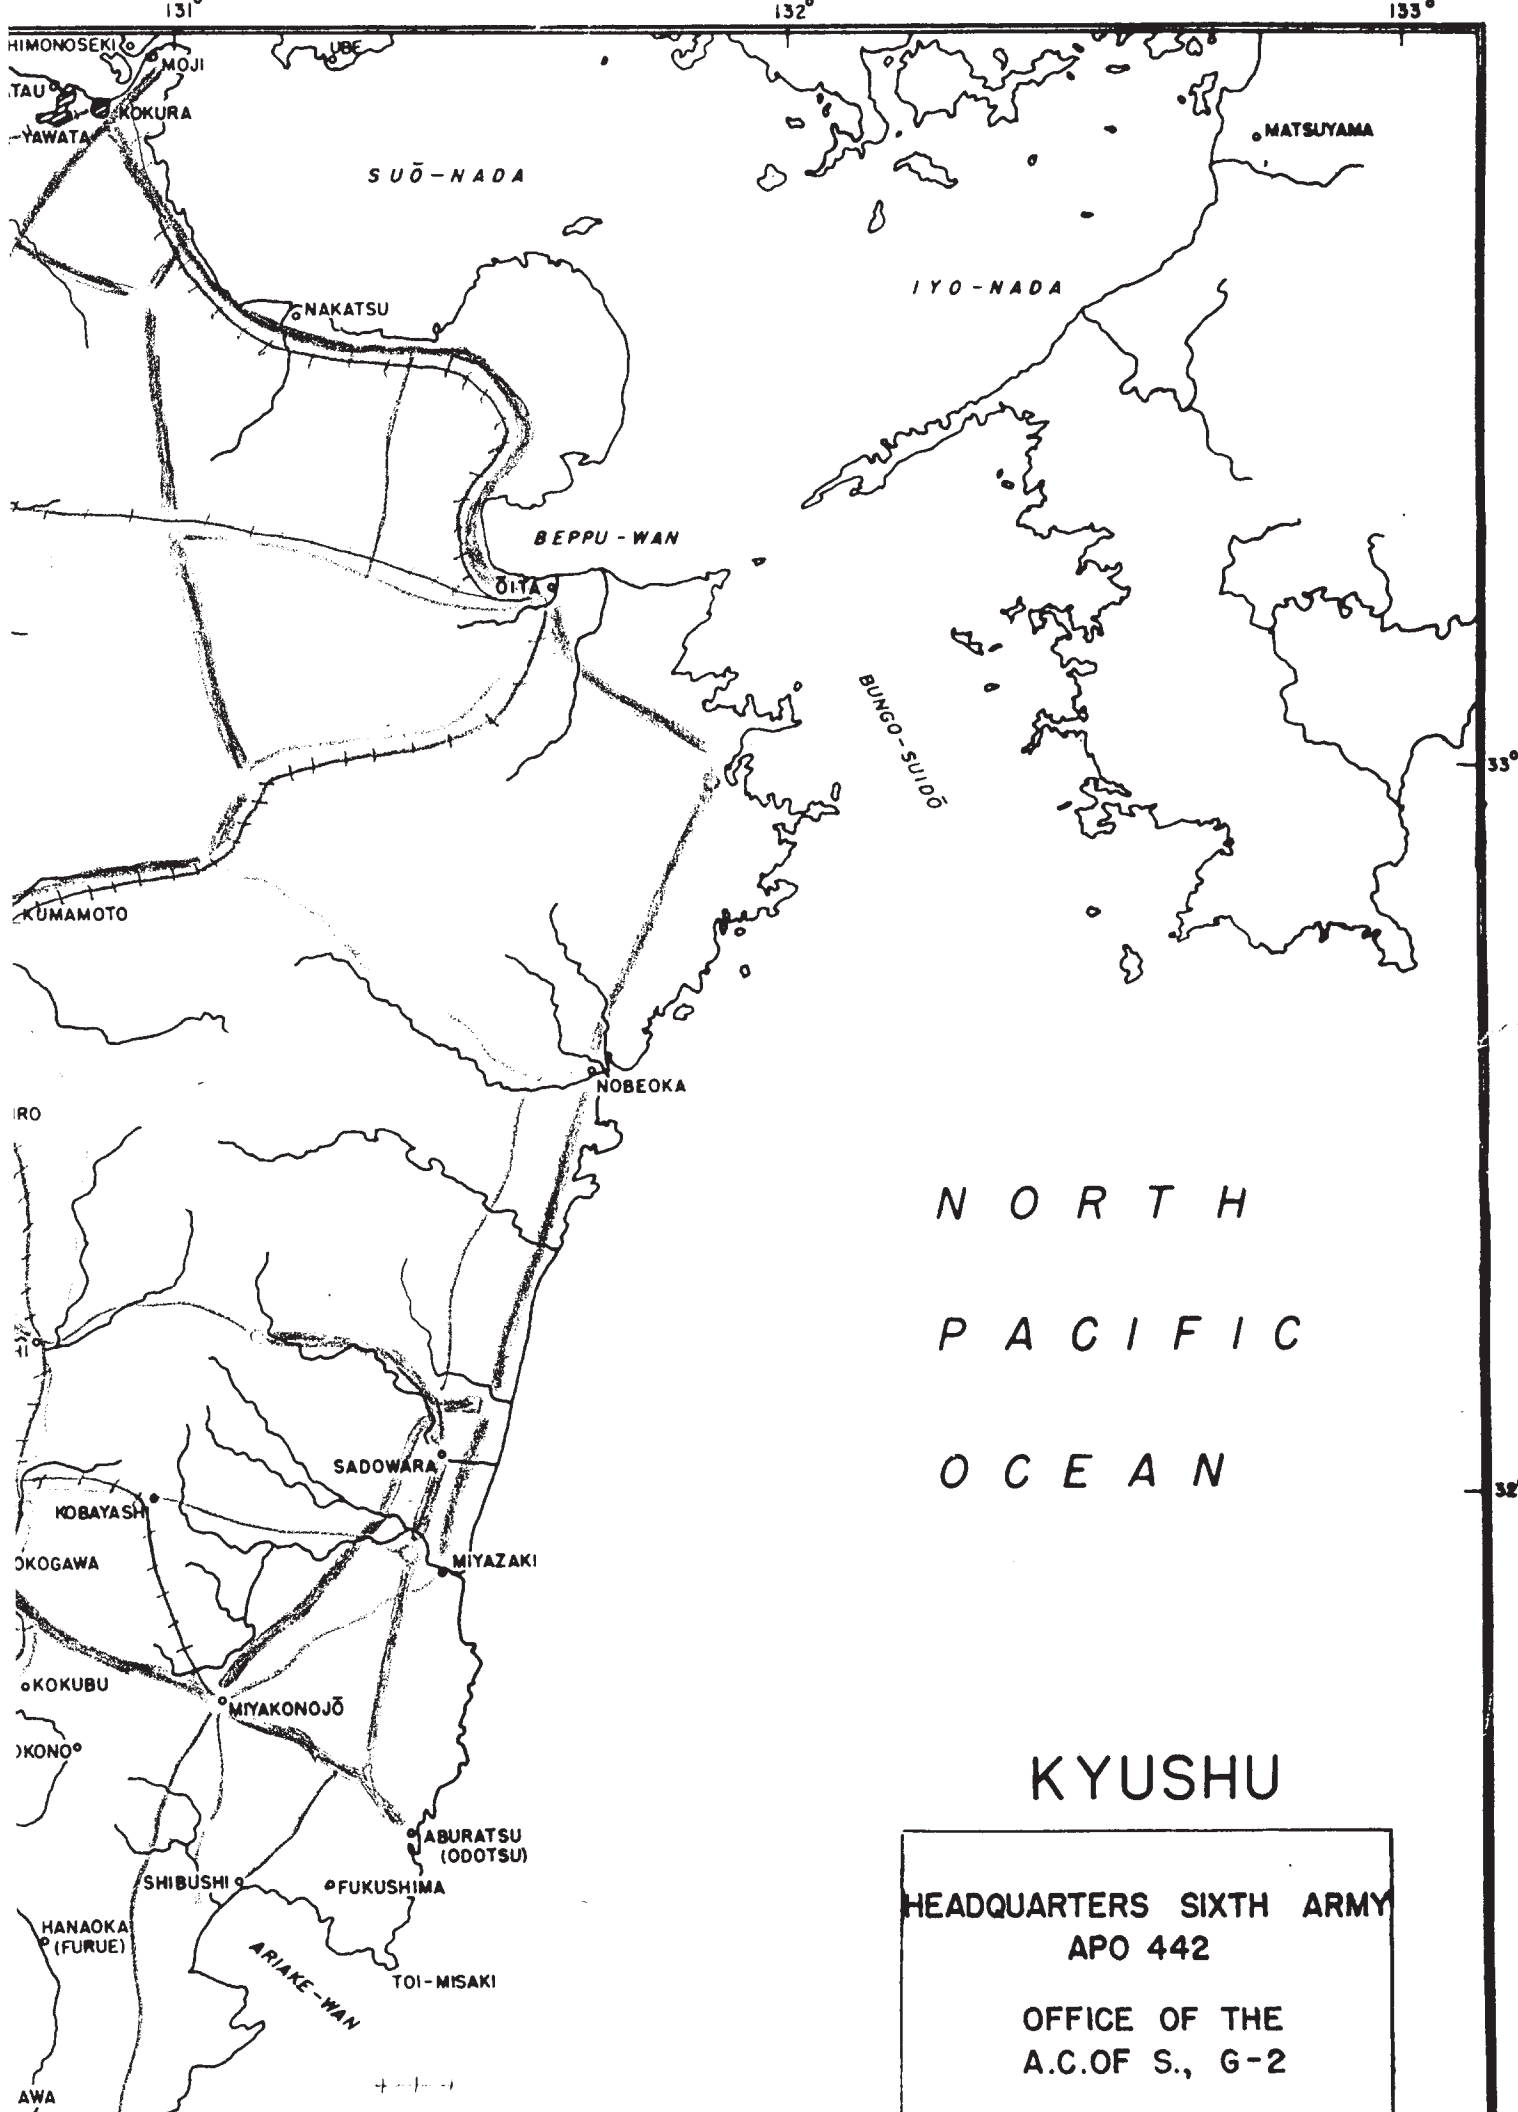 131°
132°
133°
HIMONOSEKI
MOJI
UBE
TAU
KOKURA
YAWATA
MATSUYAMA
SUŌ-NADA
IYO-NADA
NAKATSU
BEPPU-WAN
ŌITA
BUNGO-SUIDŌ
33°
KUMAMOTO
NOBEOKA
IRO
NORTH
PACIFIC
OCEAN
HI
SADOWARA
32°
KOBAYASHI
OKOGAWA
MIYAZAKI
KOKUBU
MIYAKONOJŌ
OKONO
KYUSHU
ABURATSU
(ODOTSU)
SHIBUSHI
FUKUSHIMA
HANAOKA
(FURUE)
ARIAKE-WAN
TOI-MISAKI
AWA
HEADQUARTERS SIXTH ARMY
APO 442
OFFICE OF THE
A.C.OF S., G-2